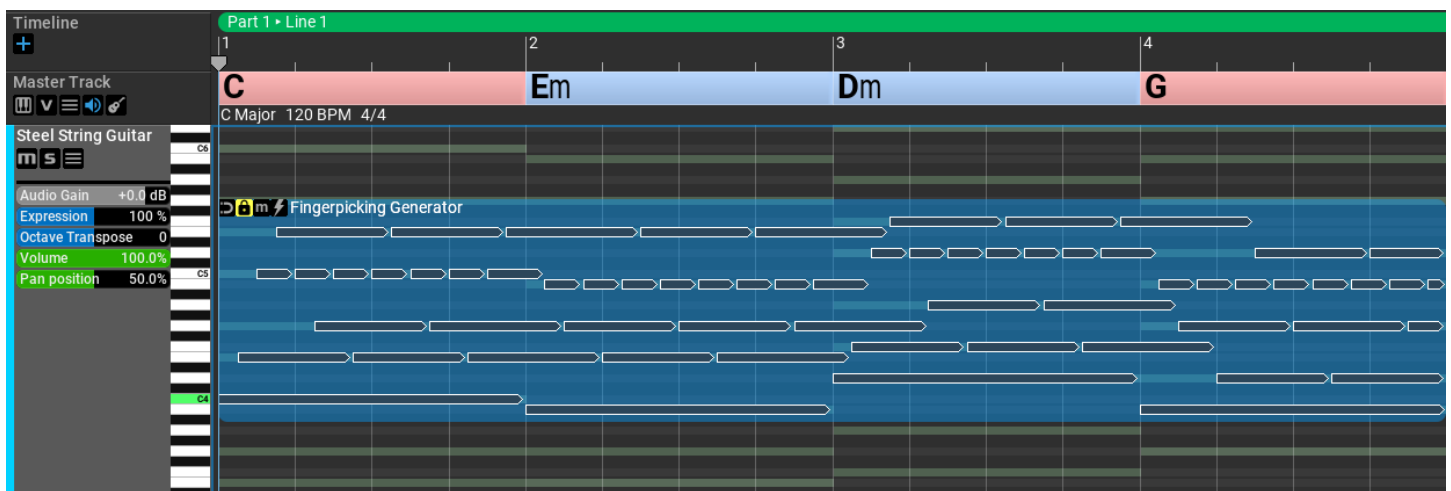 Timeline
Part 1 ▸ Line 1
1 2 3 4
Master Track
C Em Dm G
V
C Major 120 BPM 4/4
Steel String Guitar
m s
C6
Audio Gain +0.0 dB
m Fingerpicking Generator
Expression 100 %
Octave Transpose 0
Volume 100.0%
C5
Pan position 50.0%
C4